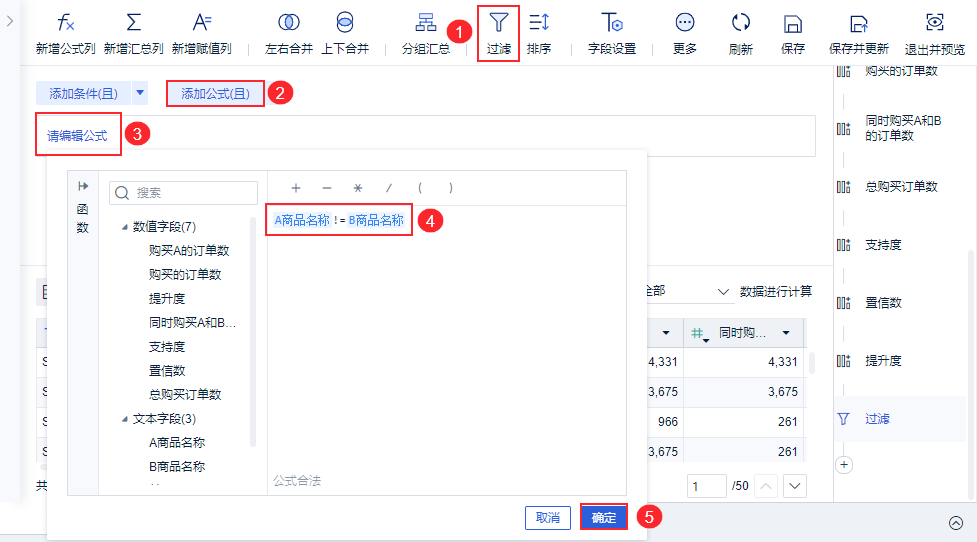 新增公式列 新增汇总列 新增赋值列 左右合并 上下合并 分组汇总 1 过滤 排序 字段设置 更多 刷新 保存 保存并更新 退出并预览
添加条件(且) 添加公式(且) 2
请编辑公式 3
函数
搜索
+ − * / ( )
数值字段(7)
购买A的订单数
购买的订单数
提升度
同时购买A和B...
支持度
置信数
总购买订单数
文本字段(3)
A商品名称
B商品名称
A商品名称!=B商品名称 4
公式合法
取消 确定 5
全部 数据进行计算
同时购...
4,331 4,331
3,675 3,675
966 261
3,675 261
1 /50
购买的订单数
同时购买A和B
的订单数
总购买订单数
支持度
置信数
提升度
过滤